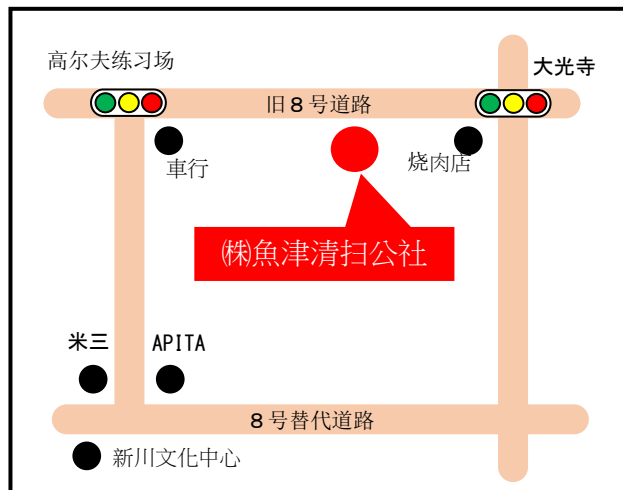 高尔夫练习场
大光寺
旧8号道路
車行
烧肉店
㈱魚津清扫公社
米三
APITA
8号替代道路
新川文化中心